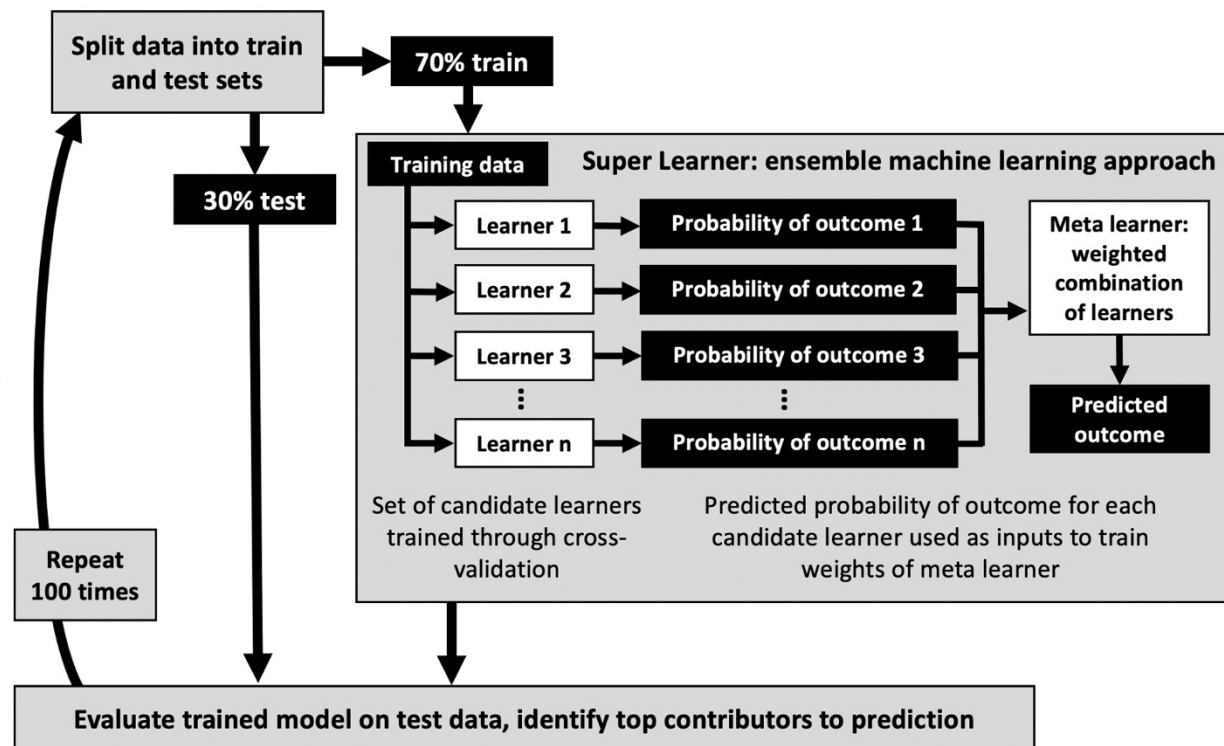 Split data into train
and test sets
70% train
30% test
Training data
Super Learner: ensemble machine learning approach
Learner 1
Probability of outcome 1
Learner 2
Probability of outcome 2
Learner 3
Probability of outcome 3
Learner n
Probability of outcome n
Meta learner:
weighted
combination
of learners
Predicted
outcome
Set of candidate learners
trained through cross-
validation
Predicted probability of outcome for each
candidate learner used as inputs to train
weights of meta learner
Repeat
100 times
Evaluate trained model on test data, identify top contributors to prediction